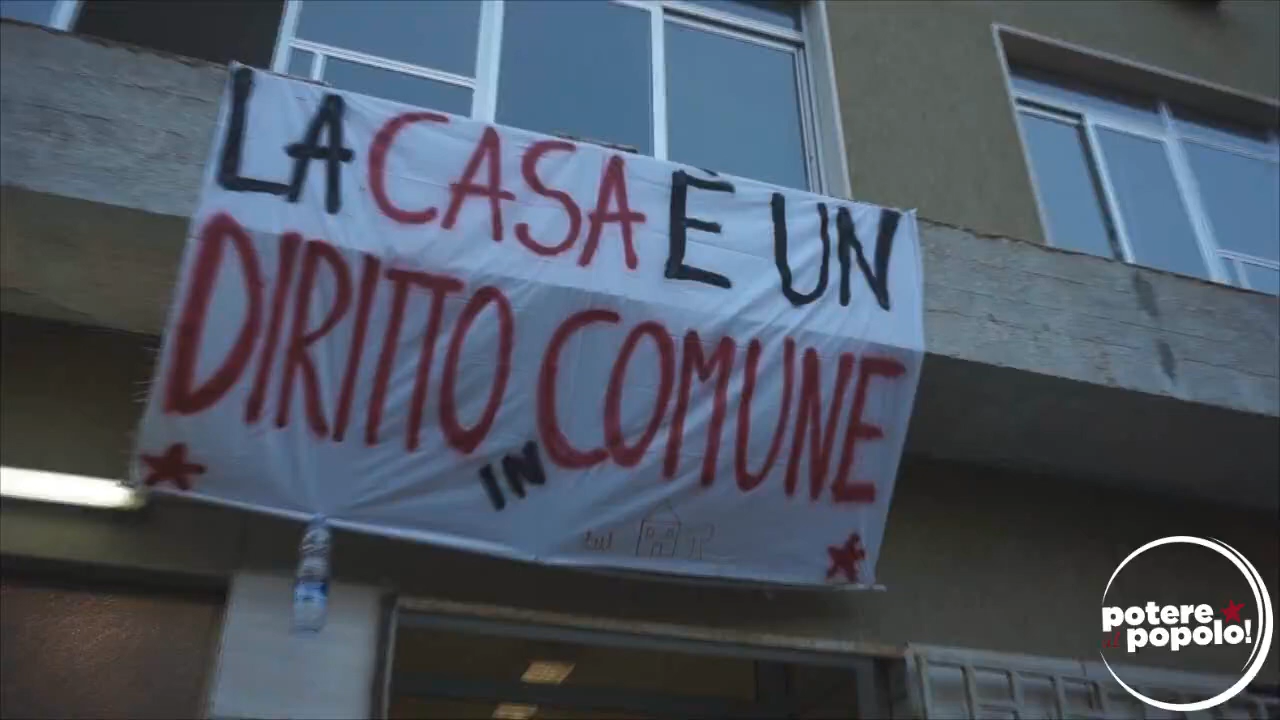 LA CASA È UN
DIRITTO COMUNE
IN
potere
al popolo!